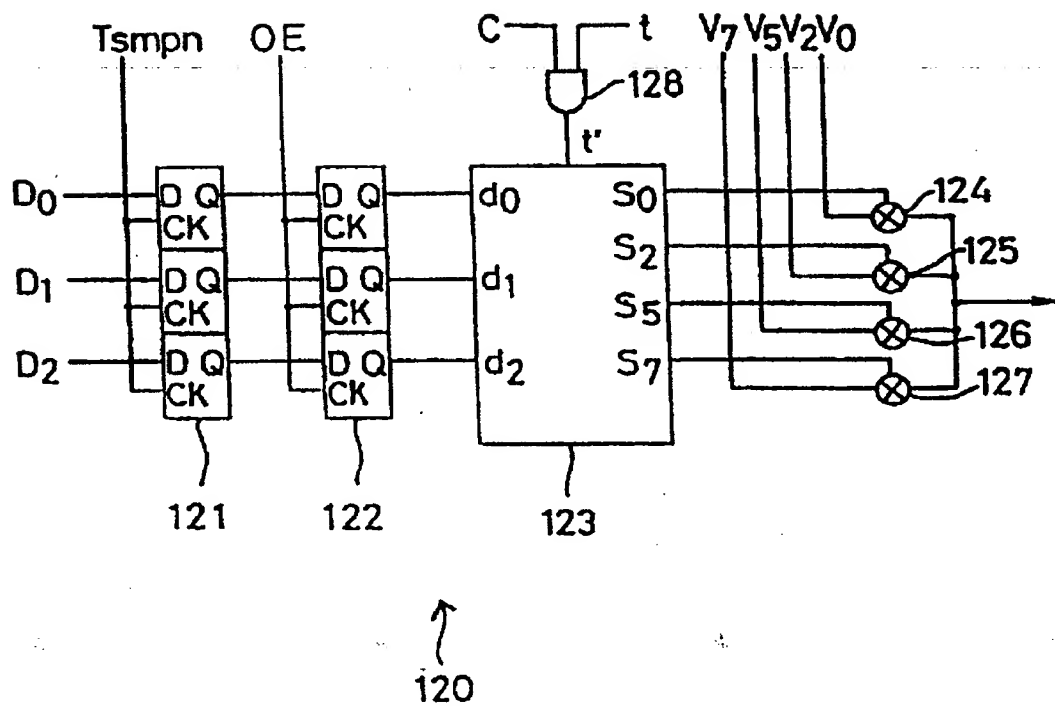 Tsmpn OE C t V7 V5 V2 V0
128
t'
D0 D Q D Q d0 S0 124
CK CK
S2 125
D1 D Q D Q d1
CK CK S5 126
D2 D Q D Q d2 S7
CK CK 127
121 122 123
120